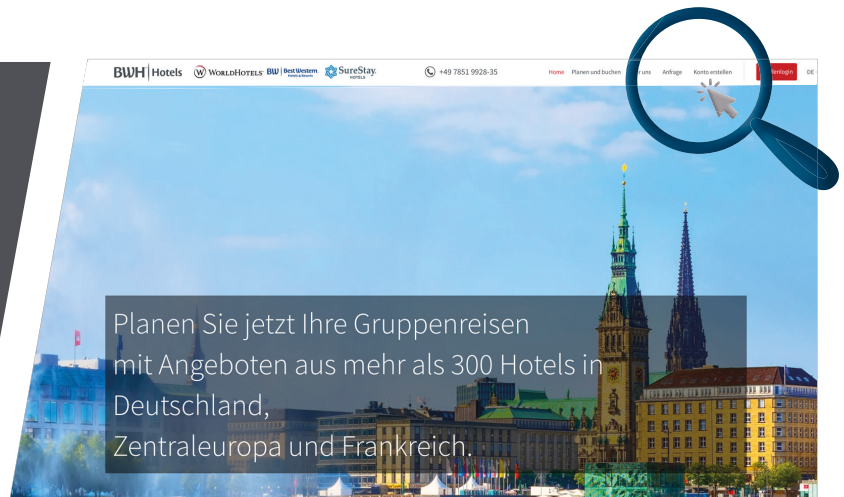 BWH Hotels WORLDHOTELS BW Best Western. Hotels & Resorts SureStay. HOTELS +49 7851 9928-35 Home Planen und buchen uns Anfrage Konto erstellen DE
Planen Sie jetzt Ihre Gruppenreisen
mit Angeboten aus mehr als 300 Hotels in
Deutschland,
Zentraleuropa und Frankreich.